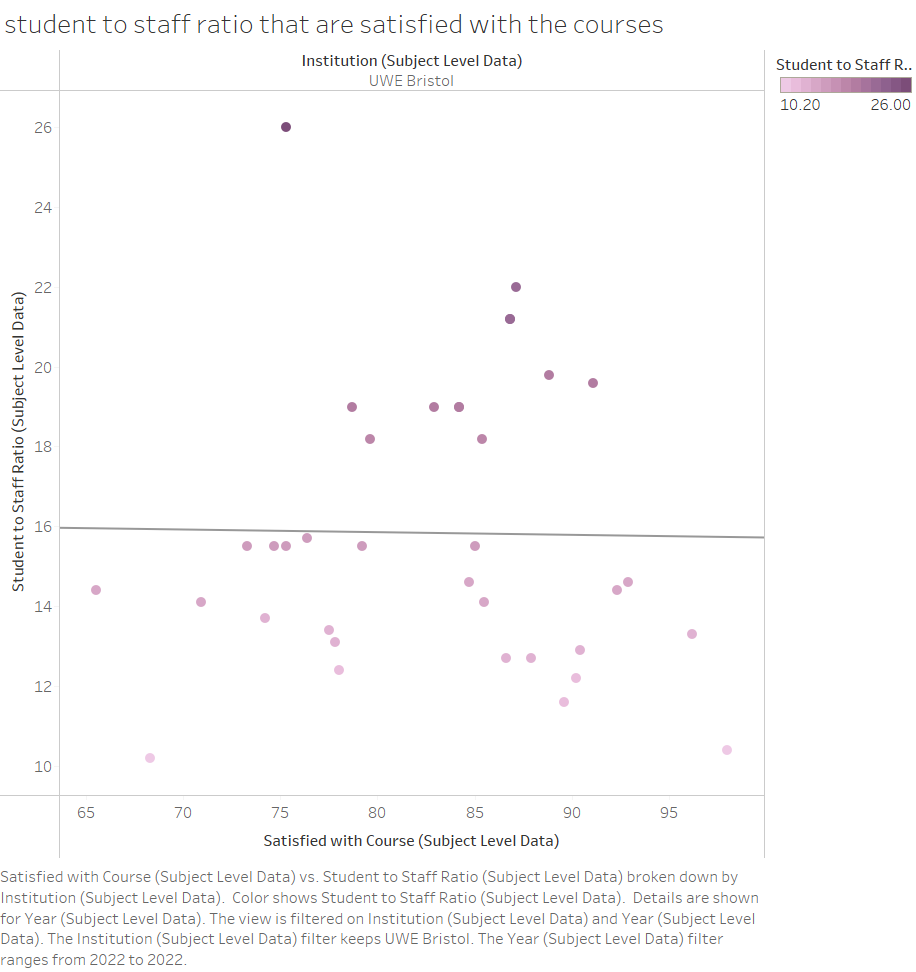 student to staff ratio that are satisfied with the courses
Institution (Subject Level Data)
UWE Bristol
Student to Staff R..
10.20 26.00
26
24
22
20
18
16
14
12
10
Student to Staff Ratio (Subject Level Data)
65 70 75 80 85 90 95
Satisfied with Course (Subject Level Data)
Satisfied with Course (Subject Level Data) vs. Student to Staff Ratio (Subject Level Data) broken down by
Institution (Subject Level Data).  Color shows Student to Staff Ratio (Subject Level Data).  Details are shown
for Year (Subject Level Data). The view is filtered on Institution (Subject Level Data) and Year (Subject Level
Data). The Institution (Subject Level Data) filter keeps UWE Bristol. The Year (Subject Level Data) filter
ranges from 2022 to 2022.